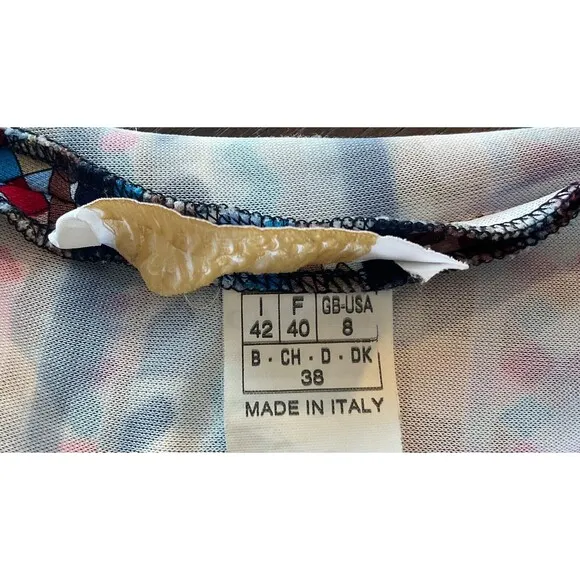 I F GB-USA
42 40 8
B · CH · D · DK
38
MADE IN ITALY